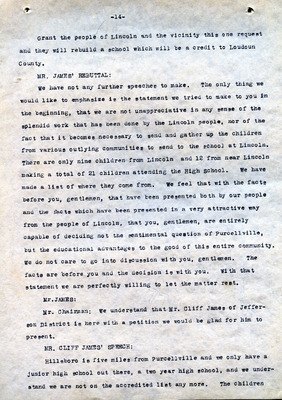 -14-
Grant the people of Lincoln and the vicinity this one request
and they will rebuild a school which will be a credit to Loudoun
County.
MR. JAMES' REBUTTAL:
We have not any further speeches to make. The only thing we
would like to emphasize is the statement we tried to make to you in
the beginning, that we are not unappreciative in any sense of the
splendid work that has been done by the Lincoln people, nor of the
fact that it becomes necessary to send and gather up the children
from various outlying communities to send to the school at Lincoln.
There are only nine children from Lincoln and 12 from near Lincoln
making a total of 21 children attending the High School. We have
made a list of where they come from. We feel that with the facts
before you, gentlemen, that have been presented both by our people
and the facts which have been presented in a very attractive way
from the people of Lincoln, that you, gentlemen, are entirely
capable of deciding not the sentimental question of Purcellville,
but the educational advantages to the good of this entire community.
We do not care to go into discussion with you, gentlemen. The
facts are before you and the decision is with you. With that
statement we are perfectly willing to let the matter rest.
Mr.JAMES:
Mr. Chairman; We understand that Mr. Cliff James of Jeffer-
son District is here with a petition we would be glad for him to
present.
MR. CLIFF JAMES' SPEECH:
Hillsboro is five miles from Purcellville and we only have a
junior high school out there, a two year high school, and we under-
stand we are not on the accredited list any more. The children